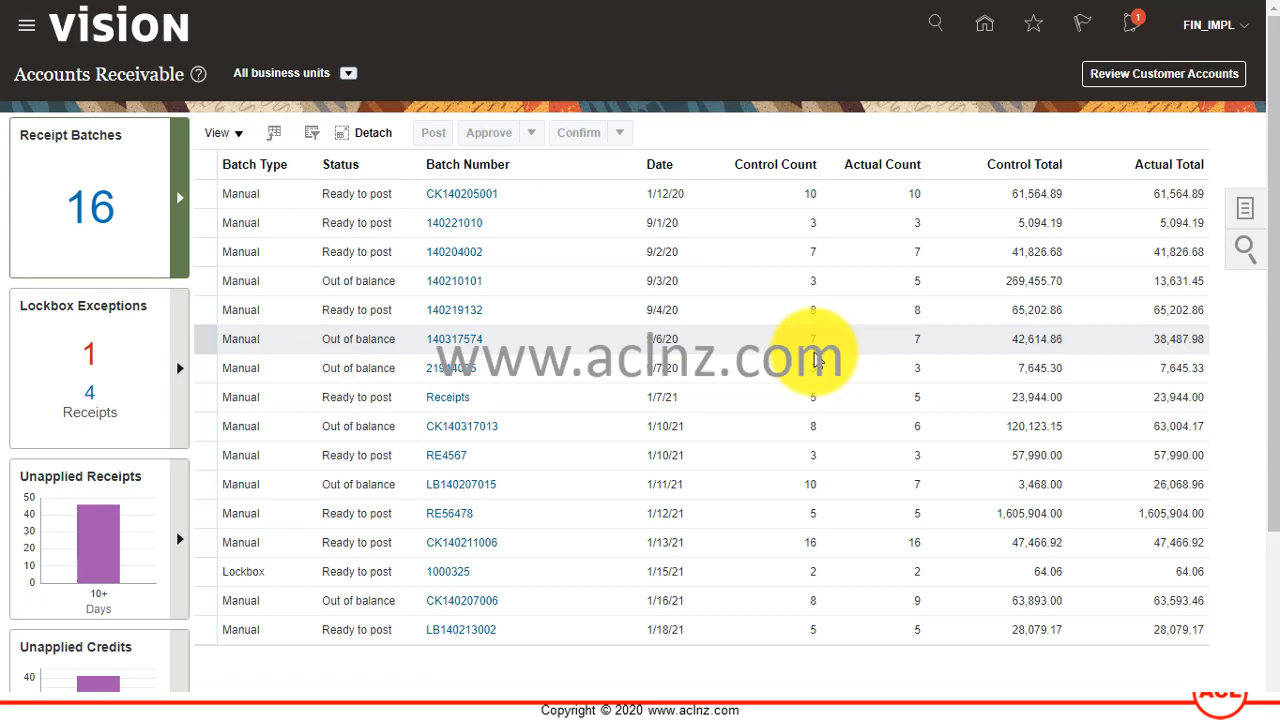 VISION
1
FIN_IMPL
Accounts Receivable ?
All business units
Review Customer Accounts
Receipt Batches
16
Lockbox Exceptions
1
4
Receipts
Unapplied Receipts
50
40
30
20
10
0
10+
Days
Unapplied Credits
40
View Detach Post Approve Confirm
Batch Type Status Batch Number Date Control Count Actual Count Control Total Actual Total
Manual Ready to post CK140205001 1/12/20 10 10 61,564.89 61,564.89
Manual Ready to post 140221010 9/1/20 3 3 5,094.19 5,094.19
Manual Ready to post 140204002 9/2/20 7 7 41,826.68 41,826.68
Manual Out of balance 140210101 9/3/20 3 5 269,455.70 13,631.45
Manual Ready to post 140219132 9/4/20 8 8 65,202.86 65,202.86
Manual Out of balance 140317574 9/6/20 7 7 42,614.86 38,487.98
www.aclnz.com
Manual Out of balance 9/7/20 3 7,645.30 7,645.33
Manual Ready to post Receipts 1/7/21 5 5 23,944.00 23,944.00
Manual Out of balance CK140317013 1/10/21 8 6 120,123.15 63,004.17
Manual Ready to post RE4567 1/10/21 3 3 57,990.00 57,990.00
Manual Out of balance LB140207015 1/11/21 10 7 3,468.00 26,068.96
Manual Ready to post RE56478 1/12/21 5 5 1,605,904.00 1,605,904.00
Manual Ready to post CK140211006 1/13/21 16 16 47,466.92 47,466.92
Lockbox Ready to post 1000325 1/15/21 2 2 64.06 64.06
Manual Out of balance CK140207006 1/16/21 8 9 63,893.00 63,593.46
Manual Ready to post LB140213002 1/18/21 5 5 28,079.17 28,079.17
ACL
Copyright © 2020 www.aclnz.com